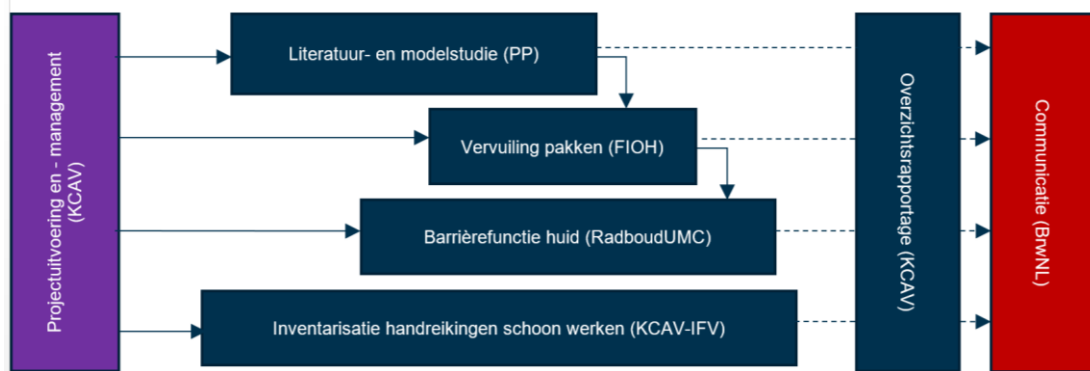 Projectuitvoering en - management
(KCAV)
Literatuur- en modelstudie (PP)
Vervuiling pakken (FIOH)
Barrièrefunctie huid (RadboudUMC)
Inventarisatie handreikingen schoon werken (KCAV-IFV)
Overzichtsrapportage (KCAV)
Communicatie (BrwNL)